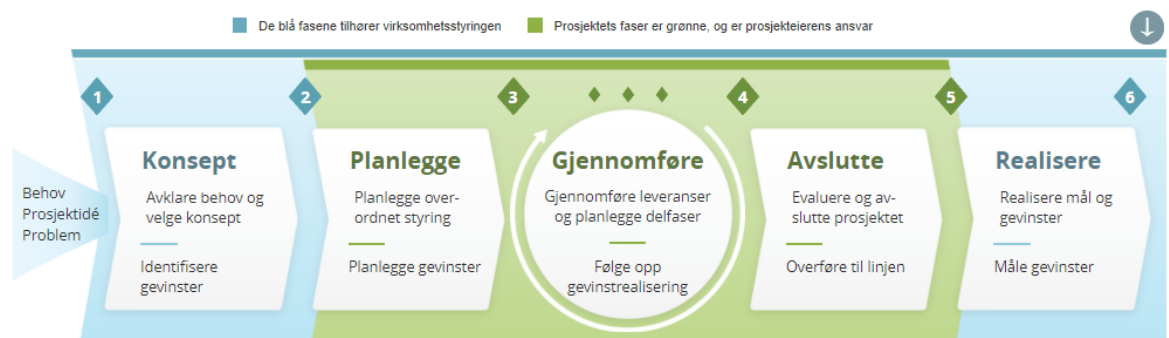 De blå fasene tilhører virksomhetsstyringen
Prosjektets faser er grønne, og er prosjekteierens ansvar
1
2
3
4
5
6
Behov
Prosjektidé
Problem
Konsept
Avklare behov og
velge konsept
Identifisere
gevinster
Planlegge
Planlegge over-
ordnet styring
Planlegge gevinster
Gjennomføre
Gjennomføre leveranser
og planlegge delfaser
Følge opp
gevinstrealisering
Avslutte
Evaluere og av-
slutte prosjektet
Overføre til linjen
Realisere
Realisere mål og
gevinster
Måle gevinster